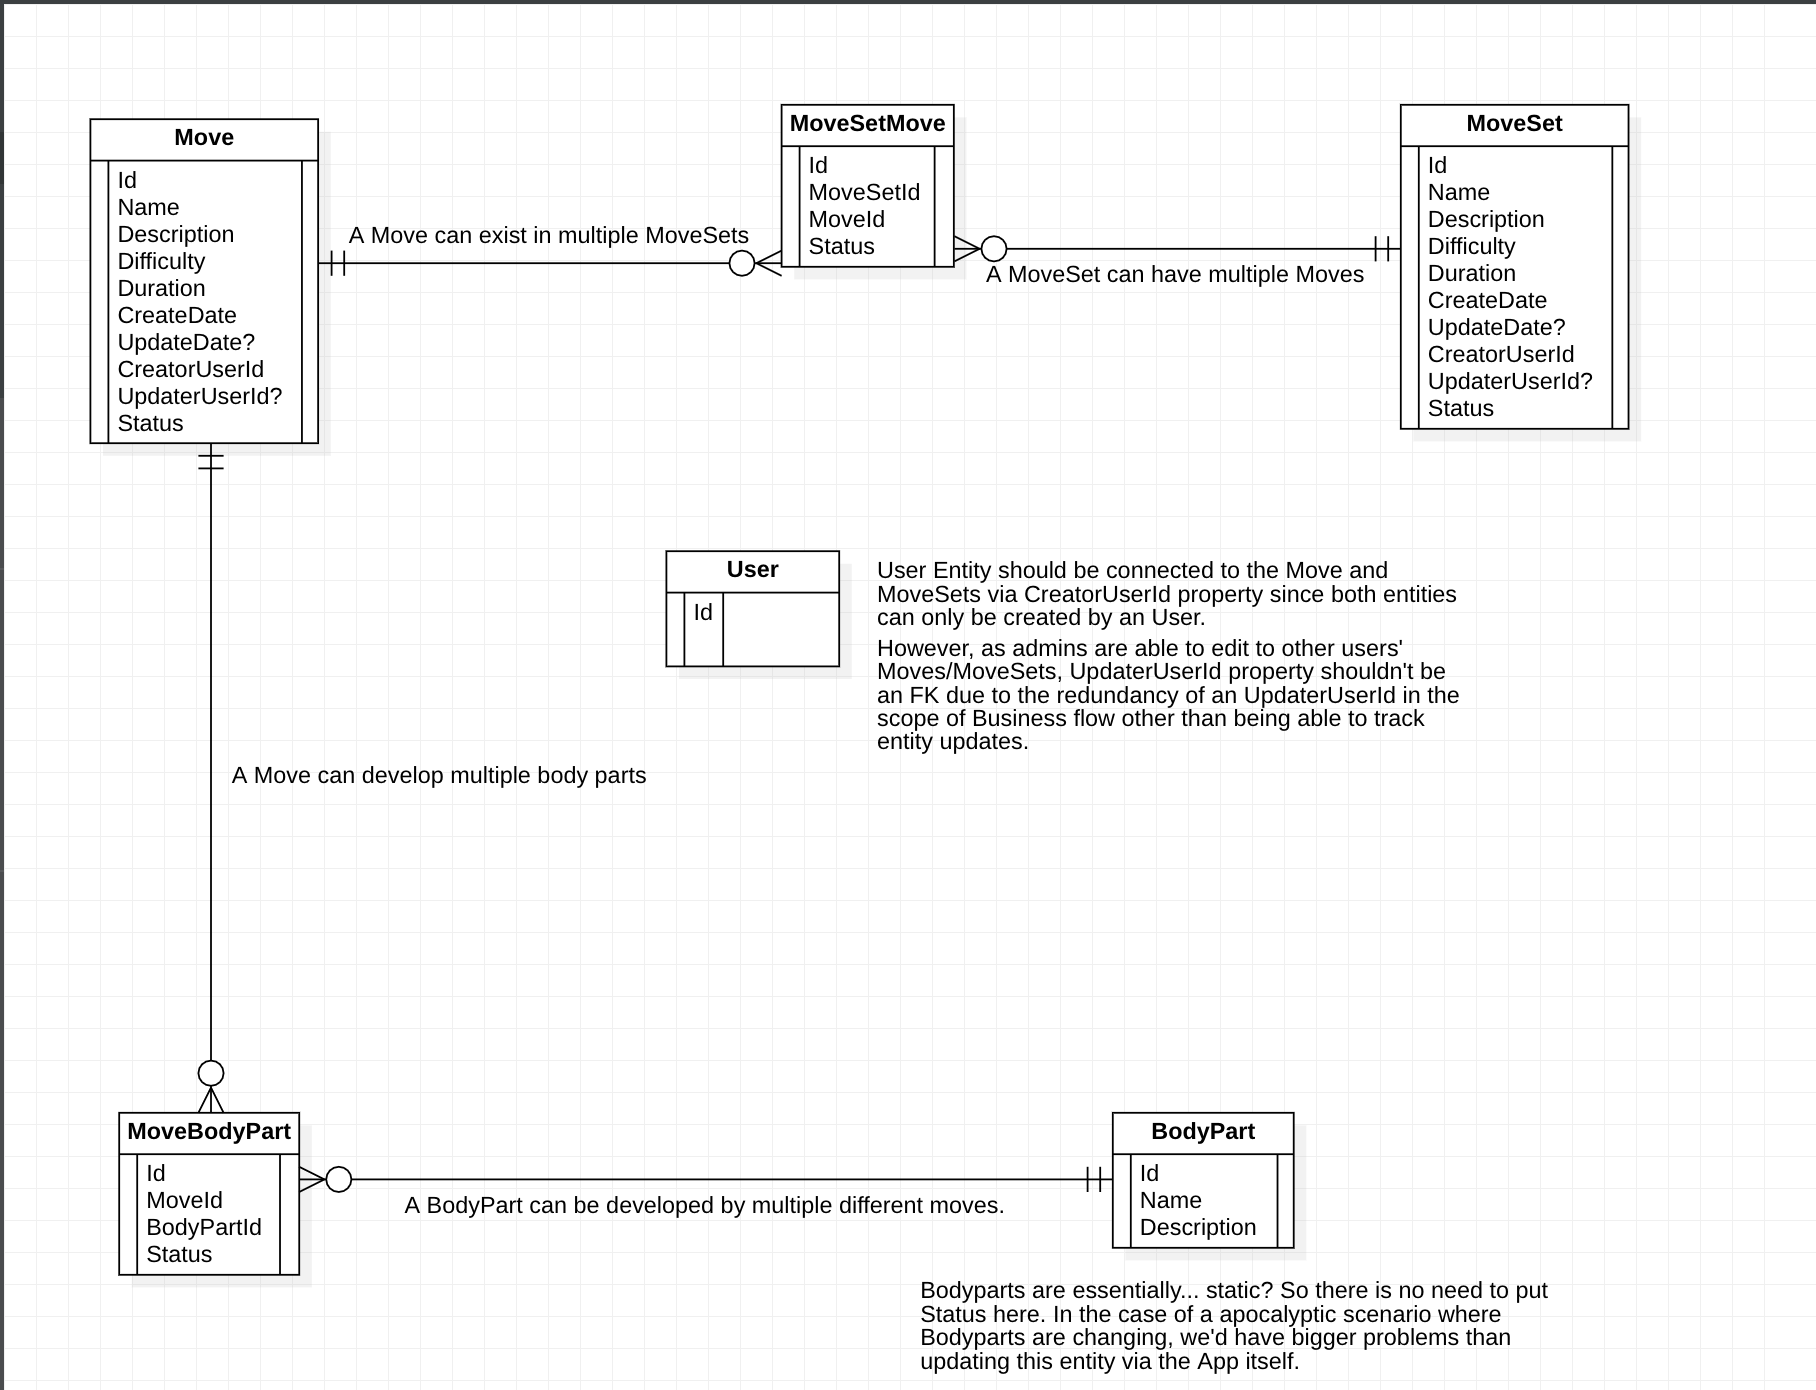 Move
Id
Name
Description
Difficulty
Duration
CreateDate
UpdateDate?
CreatorUserId
UpdaterUserId?
Status
A Move can exist in multiple MoveSets
MoveSetMove
Id
MoveSetId
MoveId
Status
A MoveSet can have multiple Moves
MoveSet
Id
Name
Description
Difficulty
Duration
CreateDate
UpdateDate?
CreatorUserId
UpdaterUserId?
Status
User
Id
User Entity should be connected to the Move and
MoveSets via CreatorUserId property since both entities
can only be created by an User.
However, as admins are able to edit to other users'
Moves/MoveSets, UpdaterUserId property shouldn't be
an FK due to the redundancy of an UpdaterUserId in the
scope of Business flow other than being able to track
entity updates.
A Move can develop multiple body parts
MoveBodyPart
Id
MoveId
BodyPartId
Status
A BodyPart can be developed by multiple different moves.
BodyPart
Id
Name
Description
Bodyparts are essentially... static? So there is no need to put
Status here. In the case of a apocalyptic scenario where
Bodyparts are changing, we'd have bigger problems than
updating this entity via the App itself.